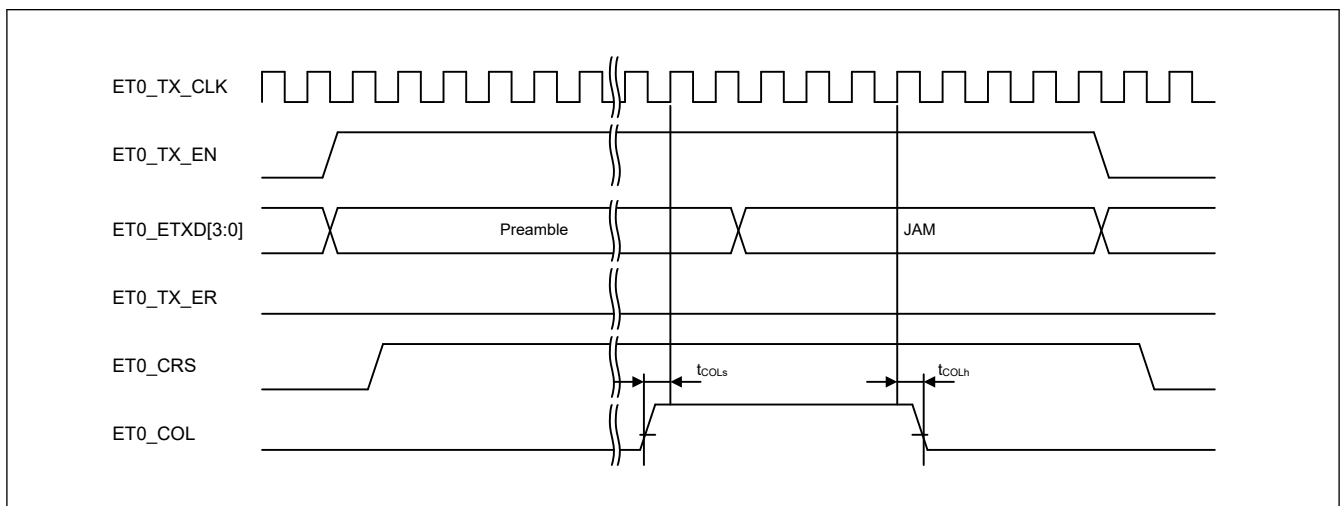 ET0_TX_CLK
ET0_TX_EN
ET0_ETXD[3:0]
Preamble
JAM
ET0_TX_ER
ET0_CRS
tCOLs
tCOLh
ET0_COL